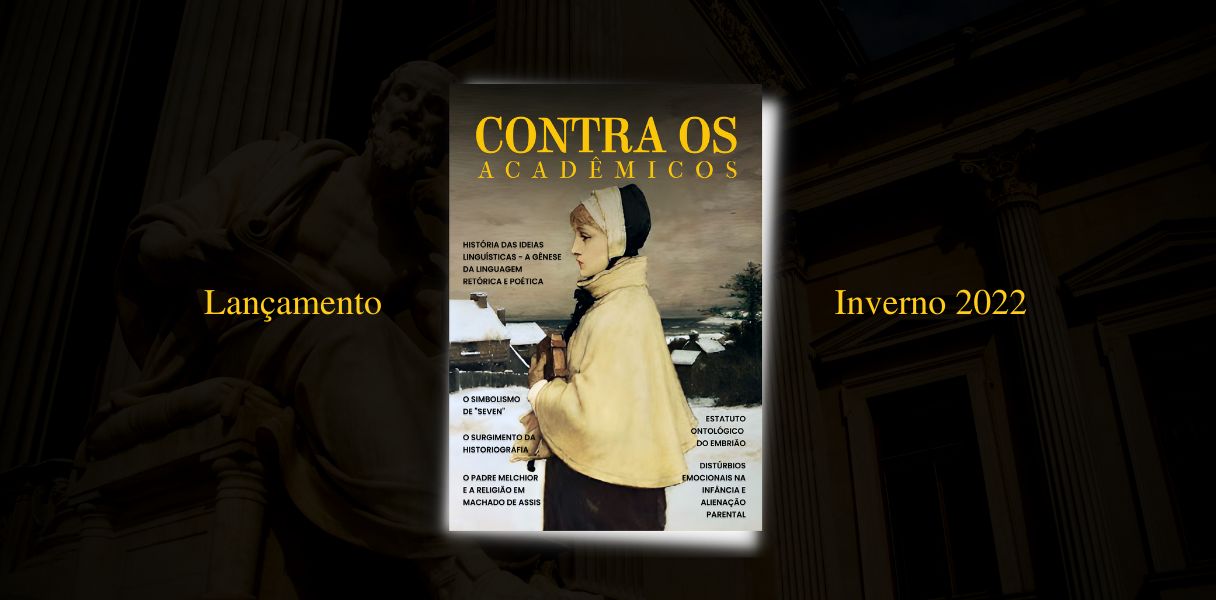 CONTRA OS
ACADÊMICOS
HISTÓRIA DAS IDEIAS
LINGUÍSTICAS - A GÊNESE
DA LINGUAGEM
RETÓRICA E POÉTICA
Lançamento
Inverno 2022
O SIMBOLISMO
DE "SEVEN"
O SURGIMENTO DA
HISTORIOGRAFIA
O PADRE MELCHIOR
E A RELIGIÃO EM
MACHADO DE ASSIS
ESTATUTO
ONTOLÓGICO
DO EMBRIÃO
DISTÚRBIOS
EMOCIONAIS NA
INFÂNCIA E
ALIENAÇÃO
PARENTAL